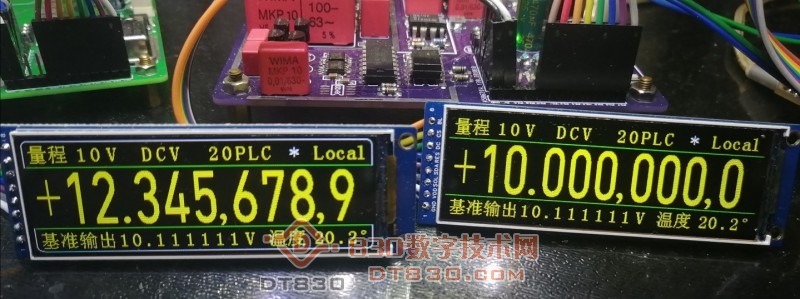 MKP 10
100-
63~
5%
WIMA
MKP 10
量程 10V DCV 20PLC * Local
+12.345,678,9
基准输出10.111111V 温度 20.2°
量程 10V DCV 20PLC * Local
+10.000,000,0
基准输出10.111111V 温度 20.2°
830数字技术网
DT830
DT830.COM